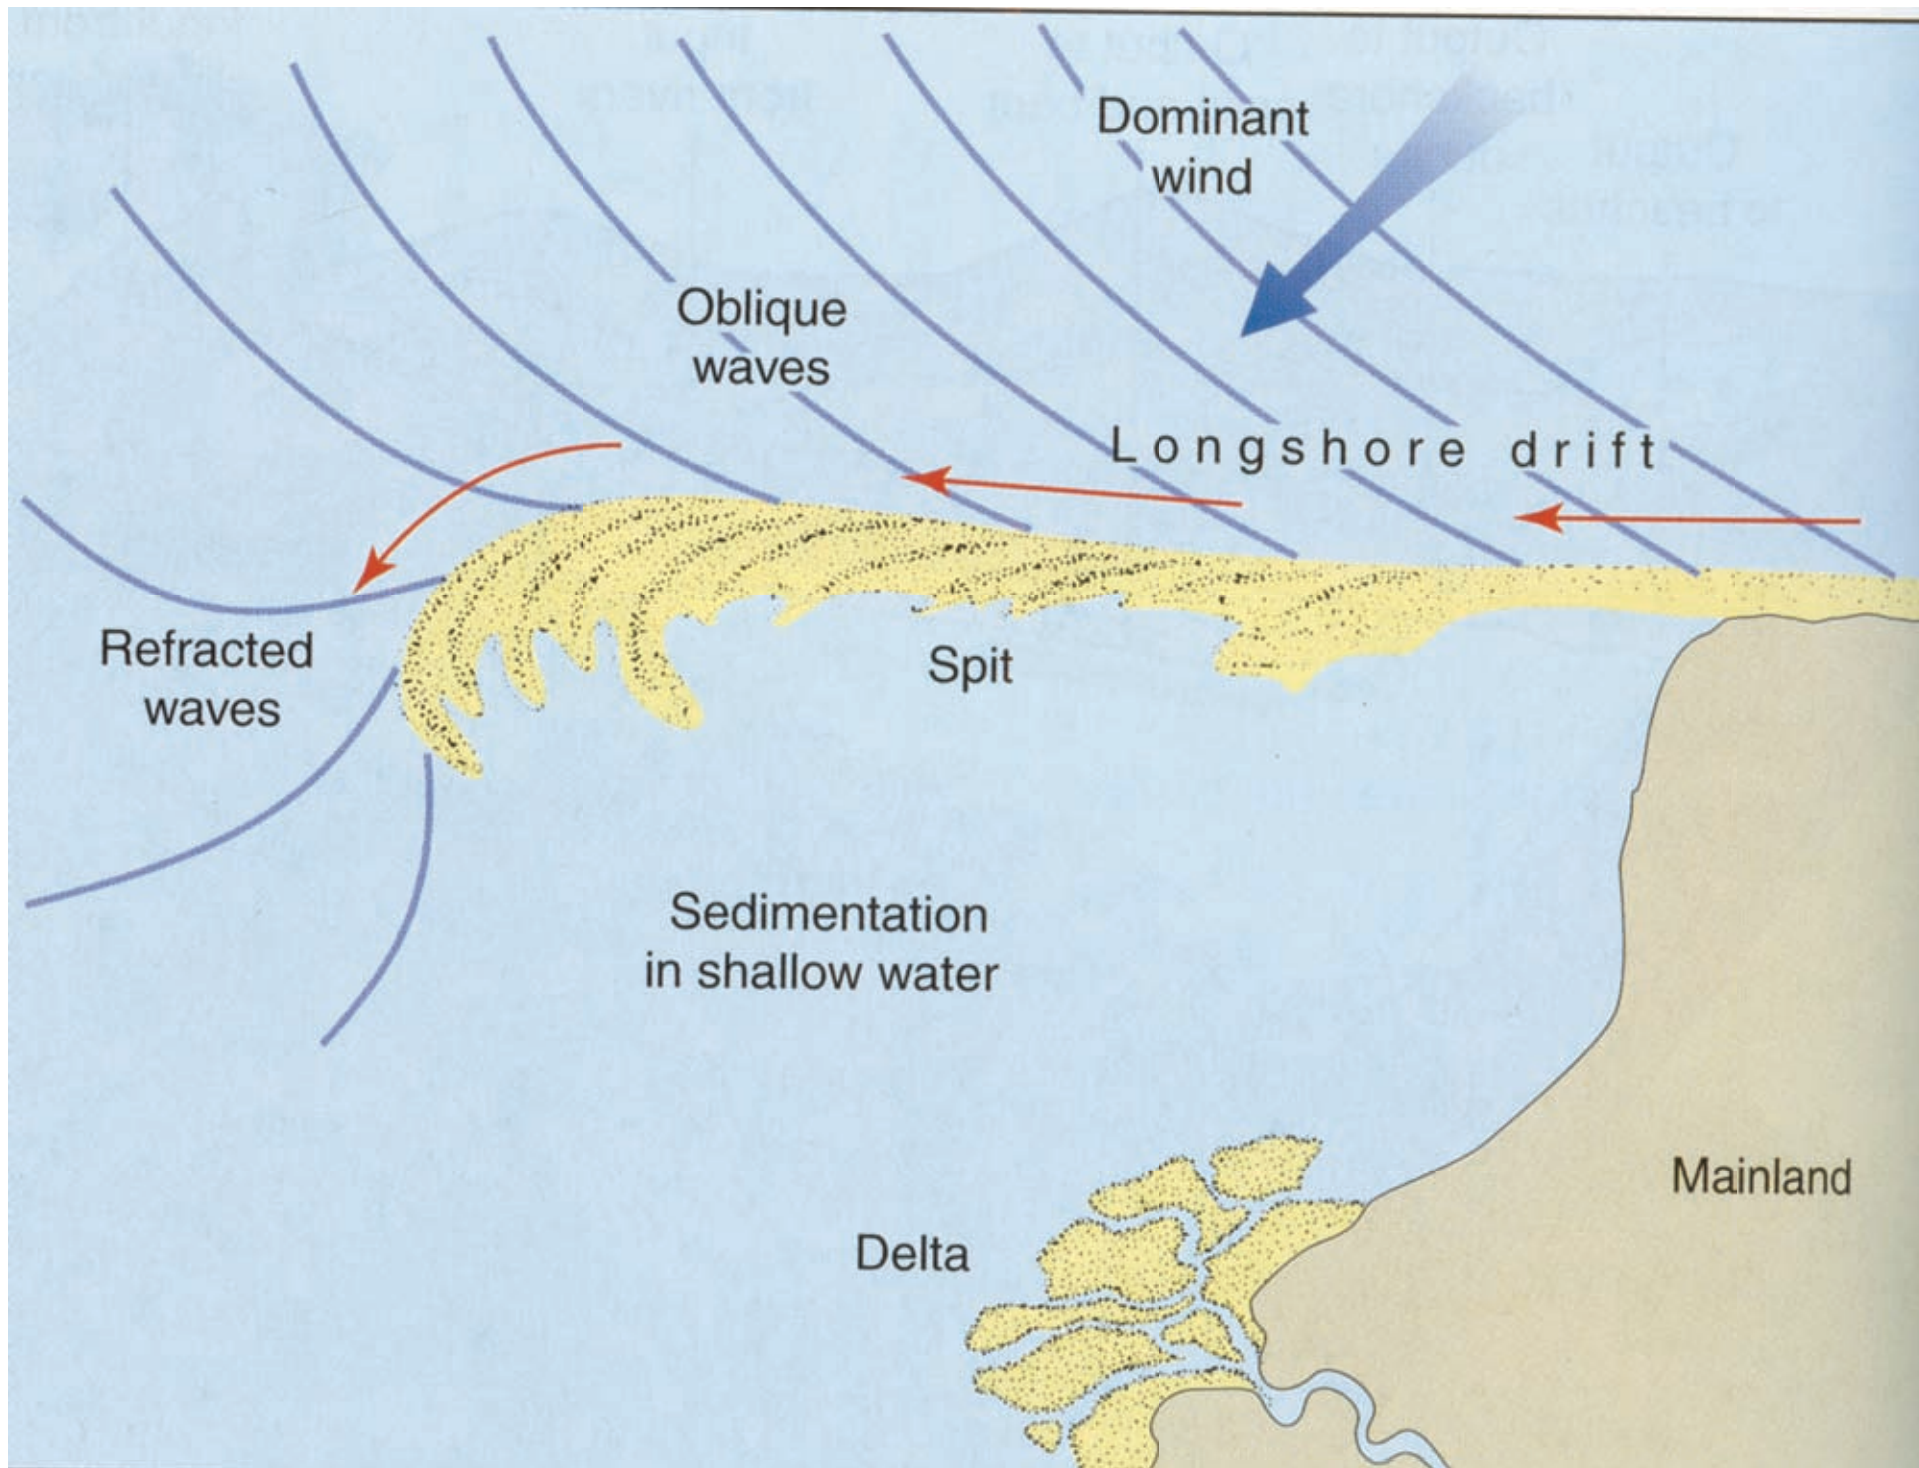 Dominant
wind
Oblique
waves
Longshore drift
Refracted
waves
Spit
Sedimentation
in shallow water
Mainland
Delta